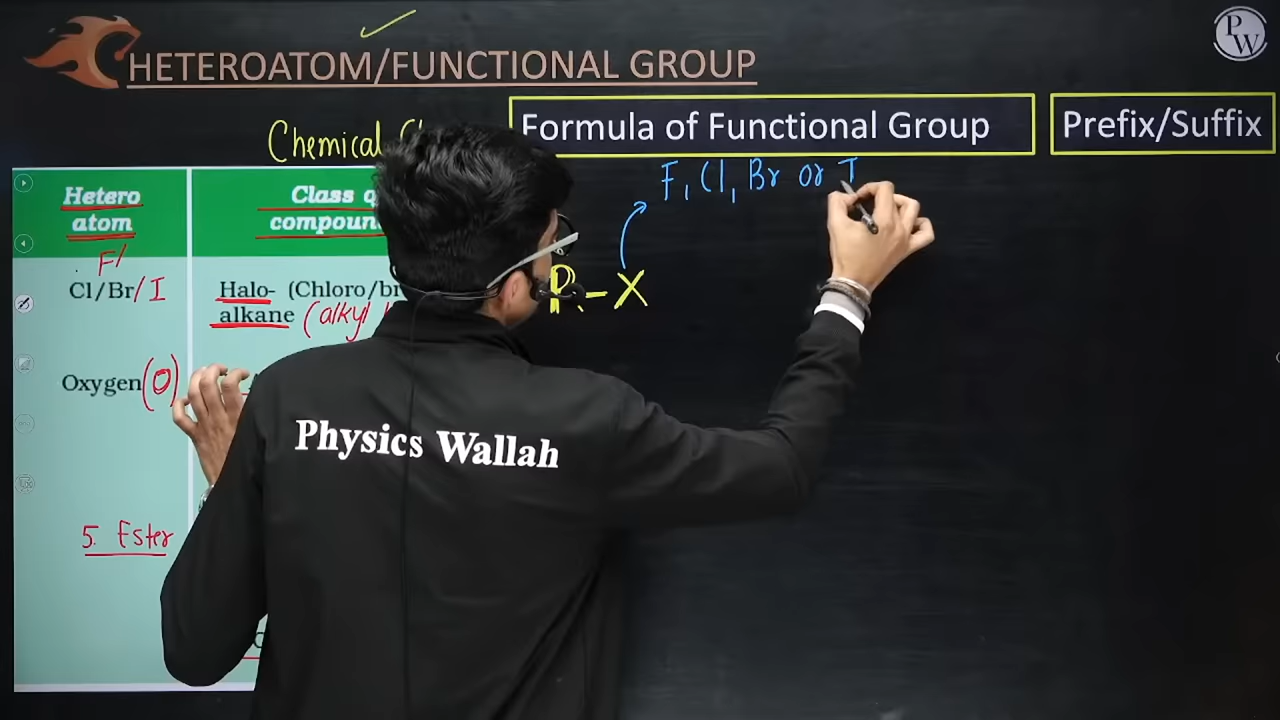 HETEROATOM/FUNCTIONAL GROUP
PW
Formula of Functional Group
Prefix/Suffix
Chemical
F, Cl, Br or I
Hetero
atom
Class
F/
Cl/Br/I
Halo- (Chloro/br
alkane (alkyl
R-X
Oxygen(O)
Physics Wallah
5. Ester